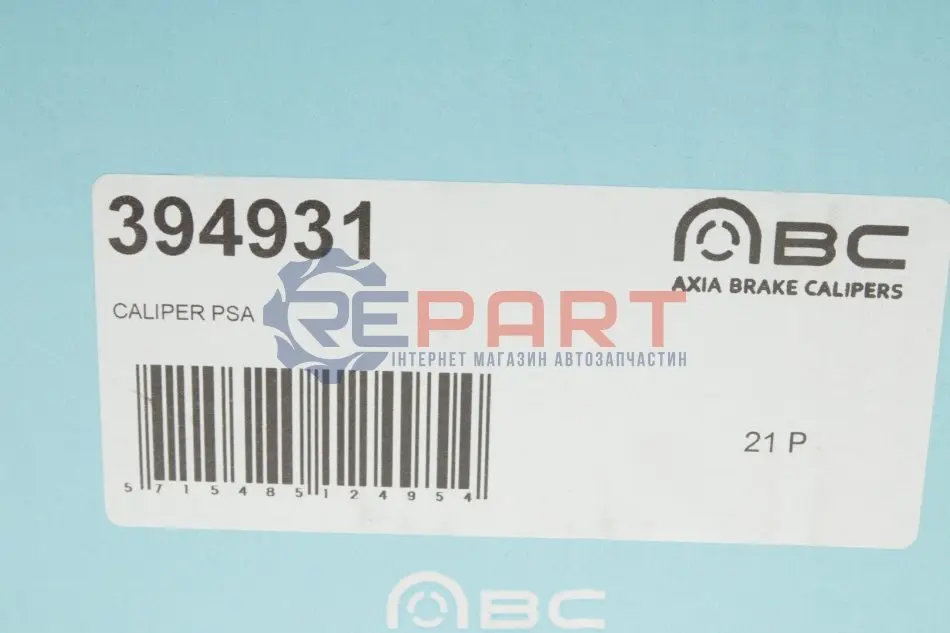 394931
ABC
AXIA BRAKE CALIPERS
CALIPER PSA
REPART
ІНТЕРНЕТ МАГАЗИН АВТОЗАПЧАСТИН
21 P
5 715485 124954
ABC